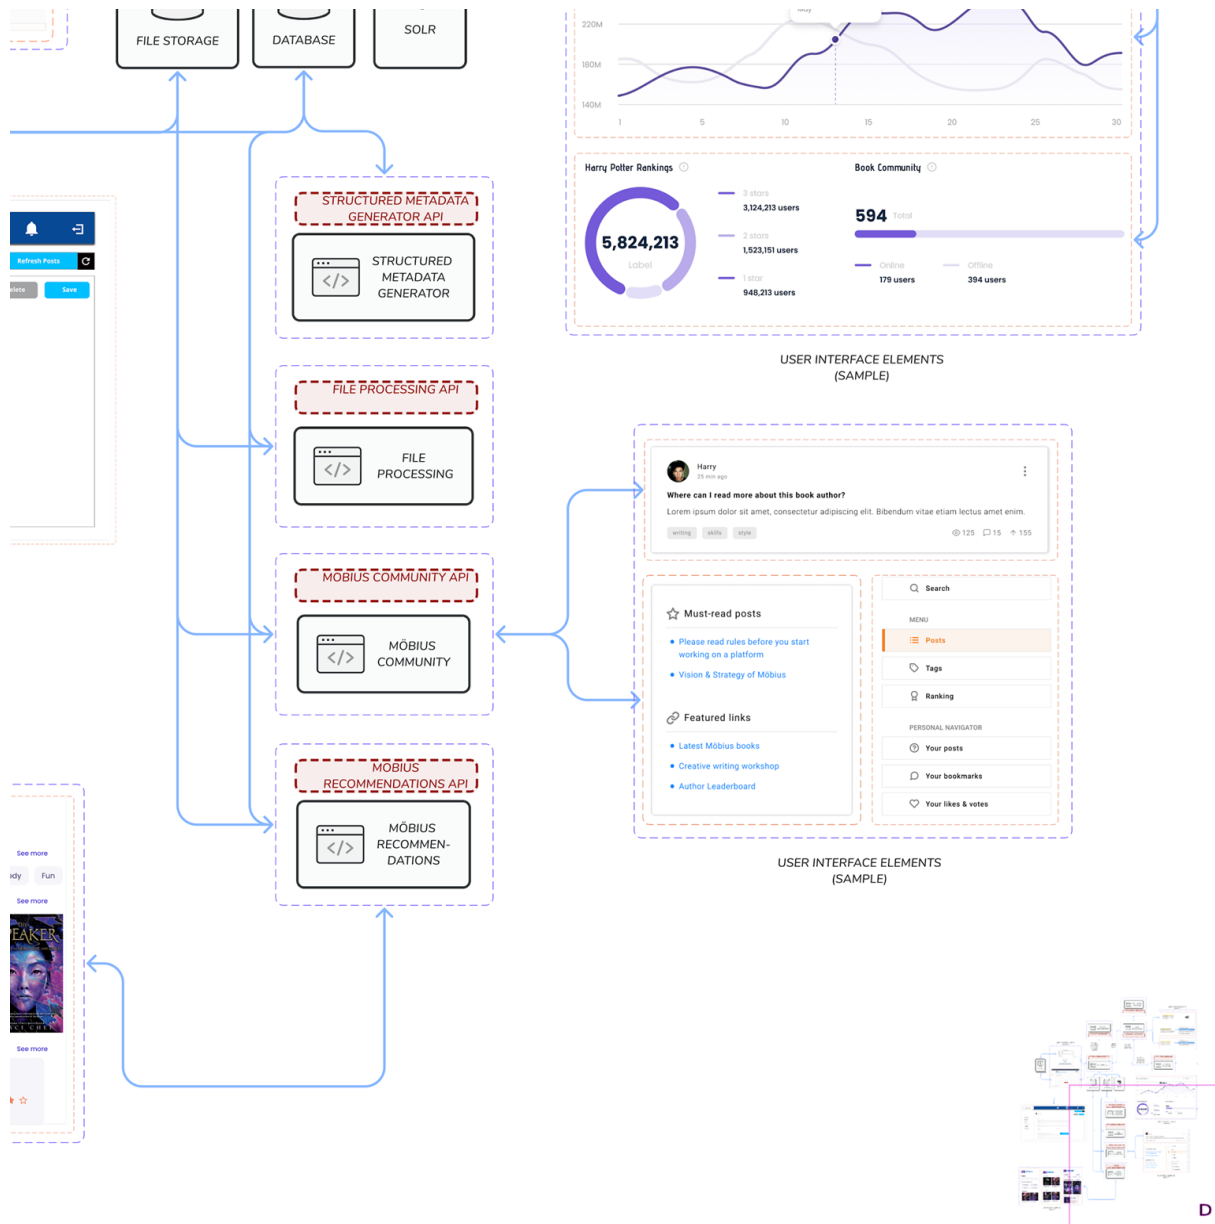 FILE STORAGE
DATABASE
SOLR
May
220M
180M
140M
1
5
10
15
20
25
30
Harry Potter Rankings
5,824,213
Label
3 stars
3,124,213 users
2 stars
1,523,151 users
1 star
948,213 users
Book Community
594 Total
Online
179 users
Offline
394 users
USER INTERFACE ELEMENTS
(SAMPLE)
Refresh Posts
elete
Save
STRUCTURED METADATA
GENERATOR API
STRUCTURED
METADATA
GENERATOR
FILE PROCESSING API
FILE
PROCESSING
MÖBIUS COMMUNITY API
MÖBIUS
COMMUNITY
MÖBIUS
RECOMMENDATIONS API
MÖBIUS
RECOMMEN-
DATIONS
Harry
25 min ago
Where can I read more about this book author?
Lorem ipsum dolor sit amet, consectetur adipiscing elit. Bibendum vitae etiam lectus amet enim.
writing
skills
style
125
15
155
Must-read posts
Please read rules before you start
working on a platform
Vision & Strategy of Möbius
Featured links
Latest Möbius books
Creative writing workshop
Author Leaderboard
Search
MENU
Posts
Tags
Ranking
PERSONAL NAVIGATOR
Your posts
Your bookmarks
Your likes & votes
USER INTERFACE ELEMENTS
(SAMPLE)
See more
dy
Fun
See more
PEAKER
ACI CHEE
See more
D